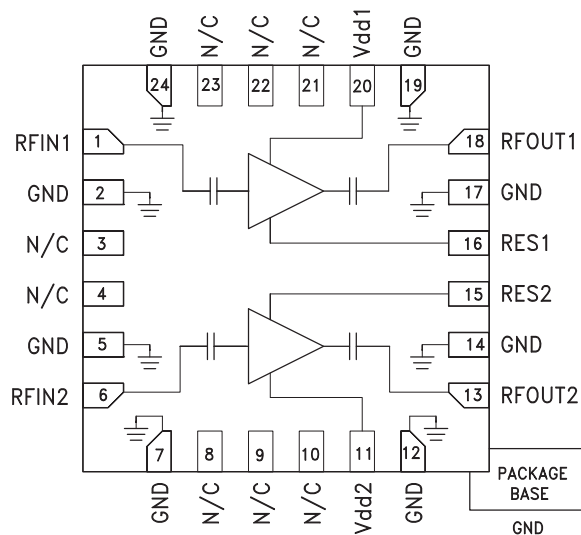 GND N/C N/C N/C Vdd1 GND
24 23 22 21 20 19
RFIN1 1 18 RFOUT1
GND 2 17 GND
N/C 3 16 RES1
N/C 4 15 RES2
GND 5 14 GND
RFIN2 6 13 RFOUT2
7 8 9 10 11 12
GND N/C N/C N/C Vdd2 GND
PACKAGE
BASE
GND